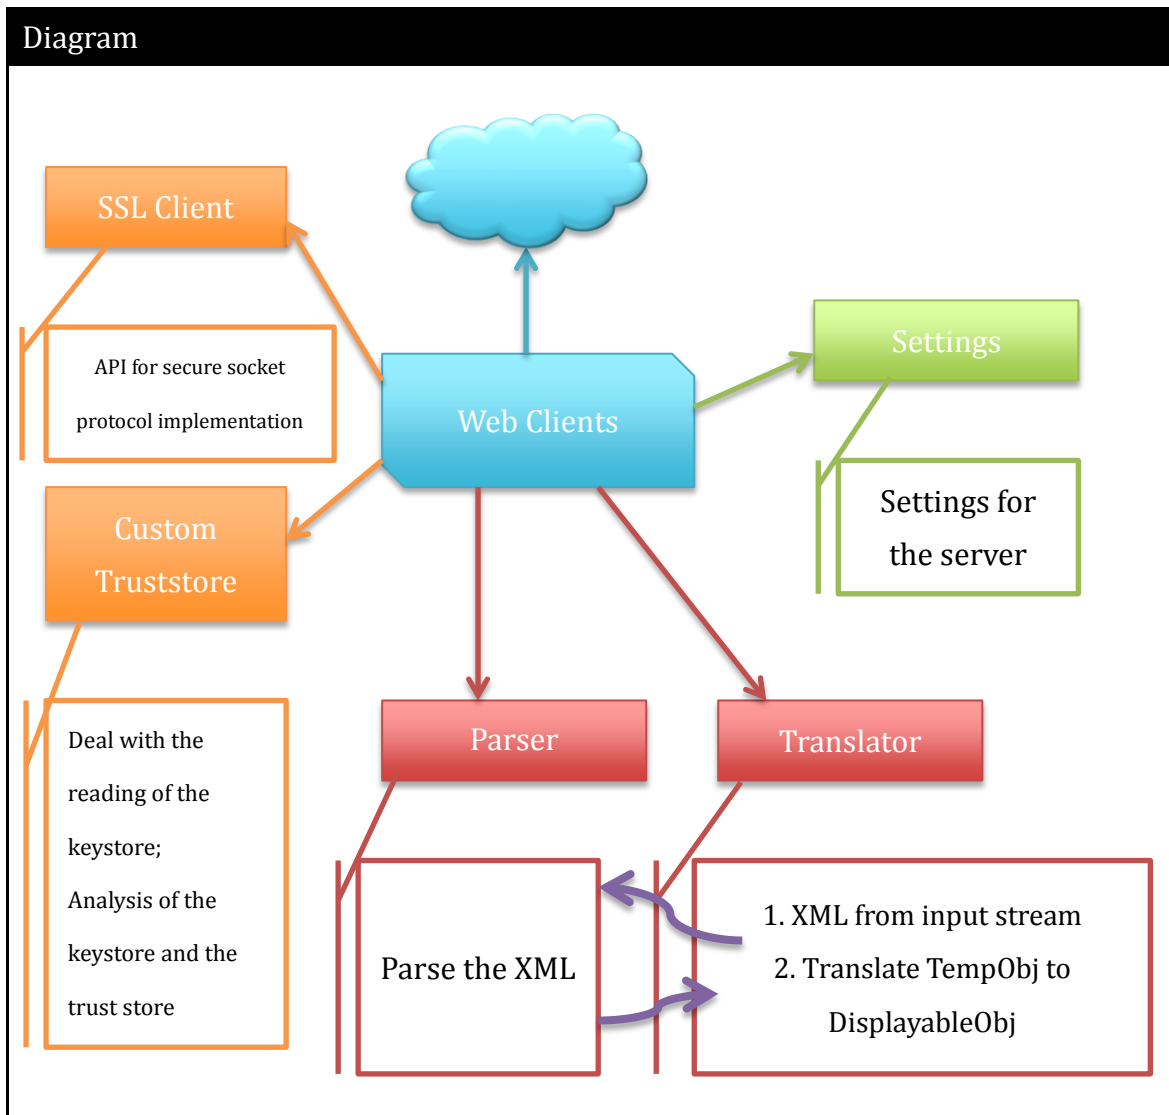 Diagram
SSL Client
API for secure socket
protocol implementation
Web Clients
Settings
Settings for
the server
Custom
Truststore
Deal with the
reading of the
keystore;
Analysis of the
keystore and the
trust store
Parser
Parse the XML
Translator
1. XML from input stream
2. Translate TempObj to
DisplayableObj